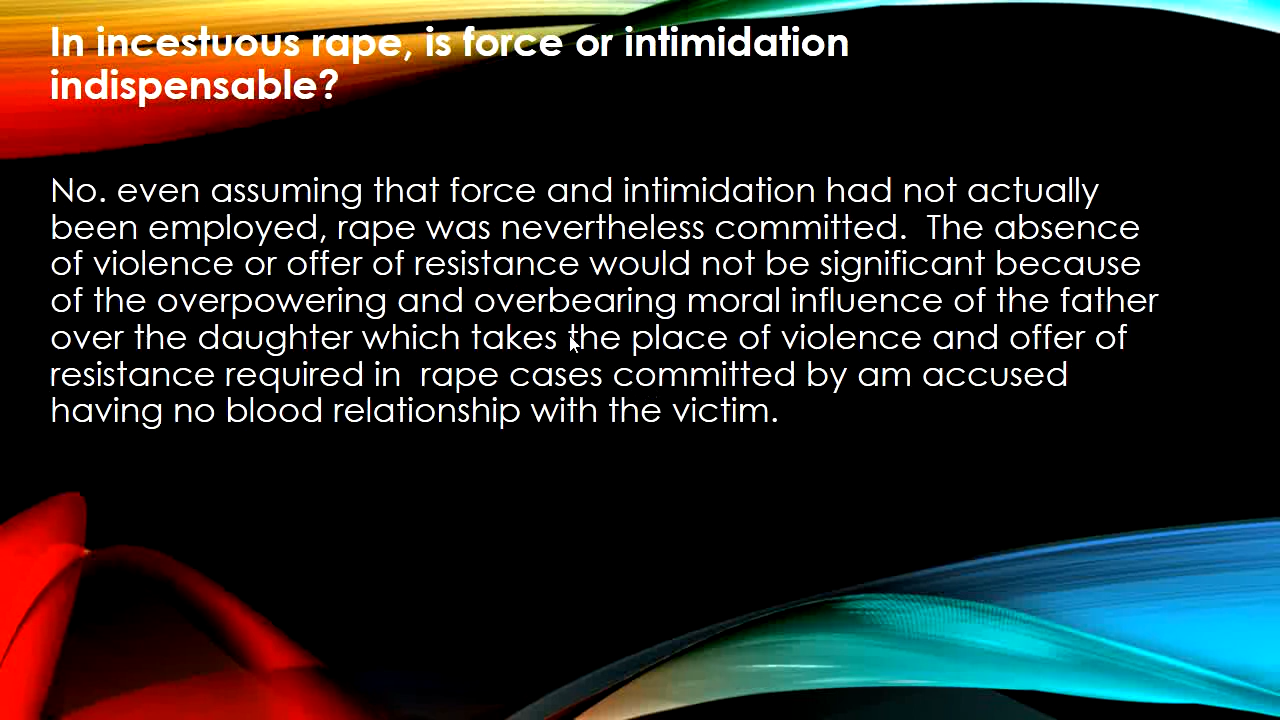 In incestuous rape, is force or intimidation
indispensable?
No. even assuming that force and intimidation had not actually
been employed, rape was nevertheless committed.  The absence
of violence or offer of resistance would not be significant because
of the overpowering and overbearing moral influence of the father
over the daughter which takes the place of violence and offer of
resistance required in  rape cases committed by am accused
having no blood relationship with the victim.